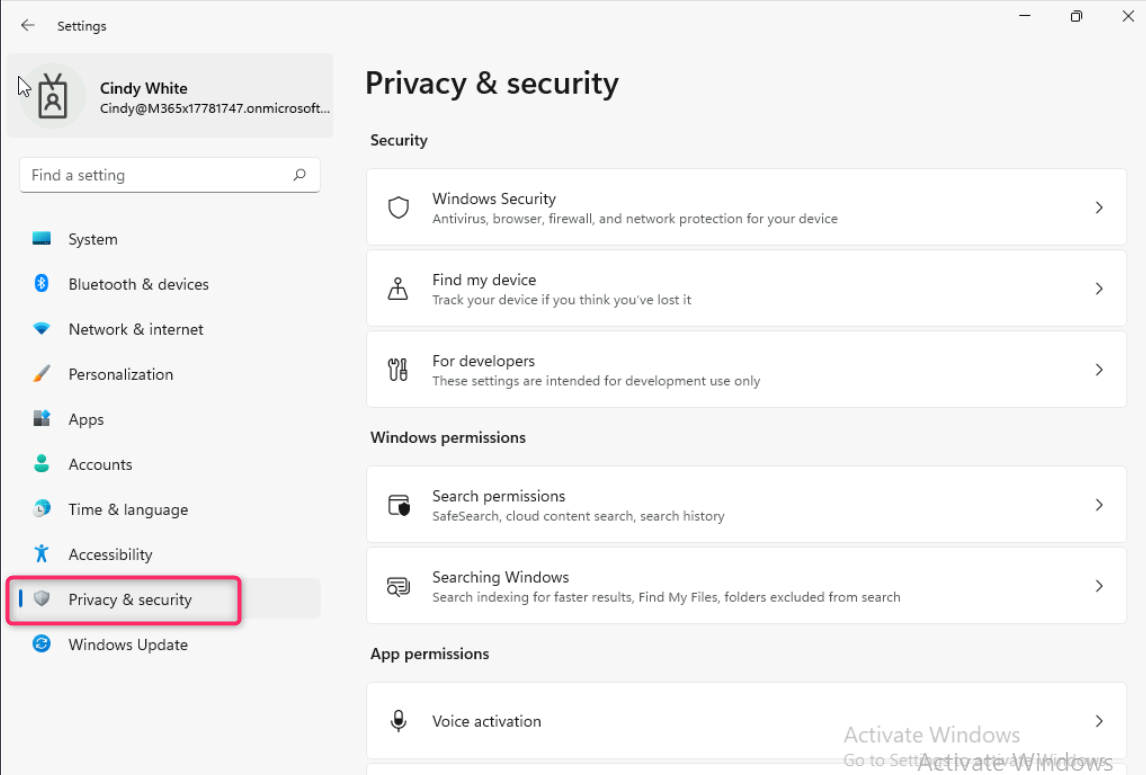 Settings
Cindy White
Cindy@M365x17781747.onmicrosoft...
Find a setting
System
Bluetooth & devices
Network & internet
Personalization
Apps
Accounts
Time & language
Accessibility
Privacy & security
Windows Update
Privacy & security
Security
Windows Security
Antivirus, browser, firewall, and network protection for your device
Find my device
Track your device if you think you've lost it
For developers
These settings are intended for development use only
Windows permissions
Search permissions
SafeSearch, cloud content search, search history
Searching Windows
Search indexing for faster results, Find My Files, folders excluded from search
App permissions
Voice activation
Activate Windows
Go to Settings to activate Windows.
Activate Windows